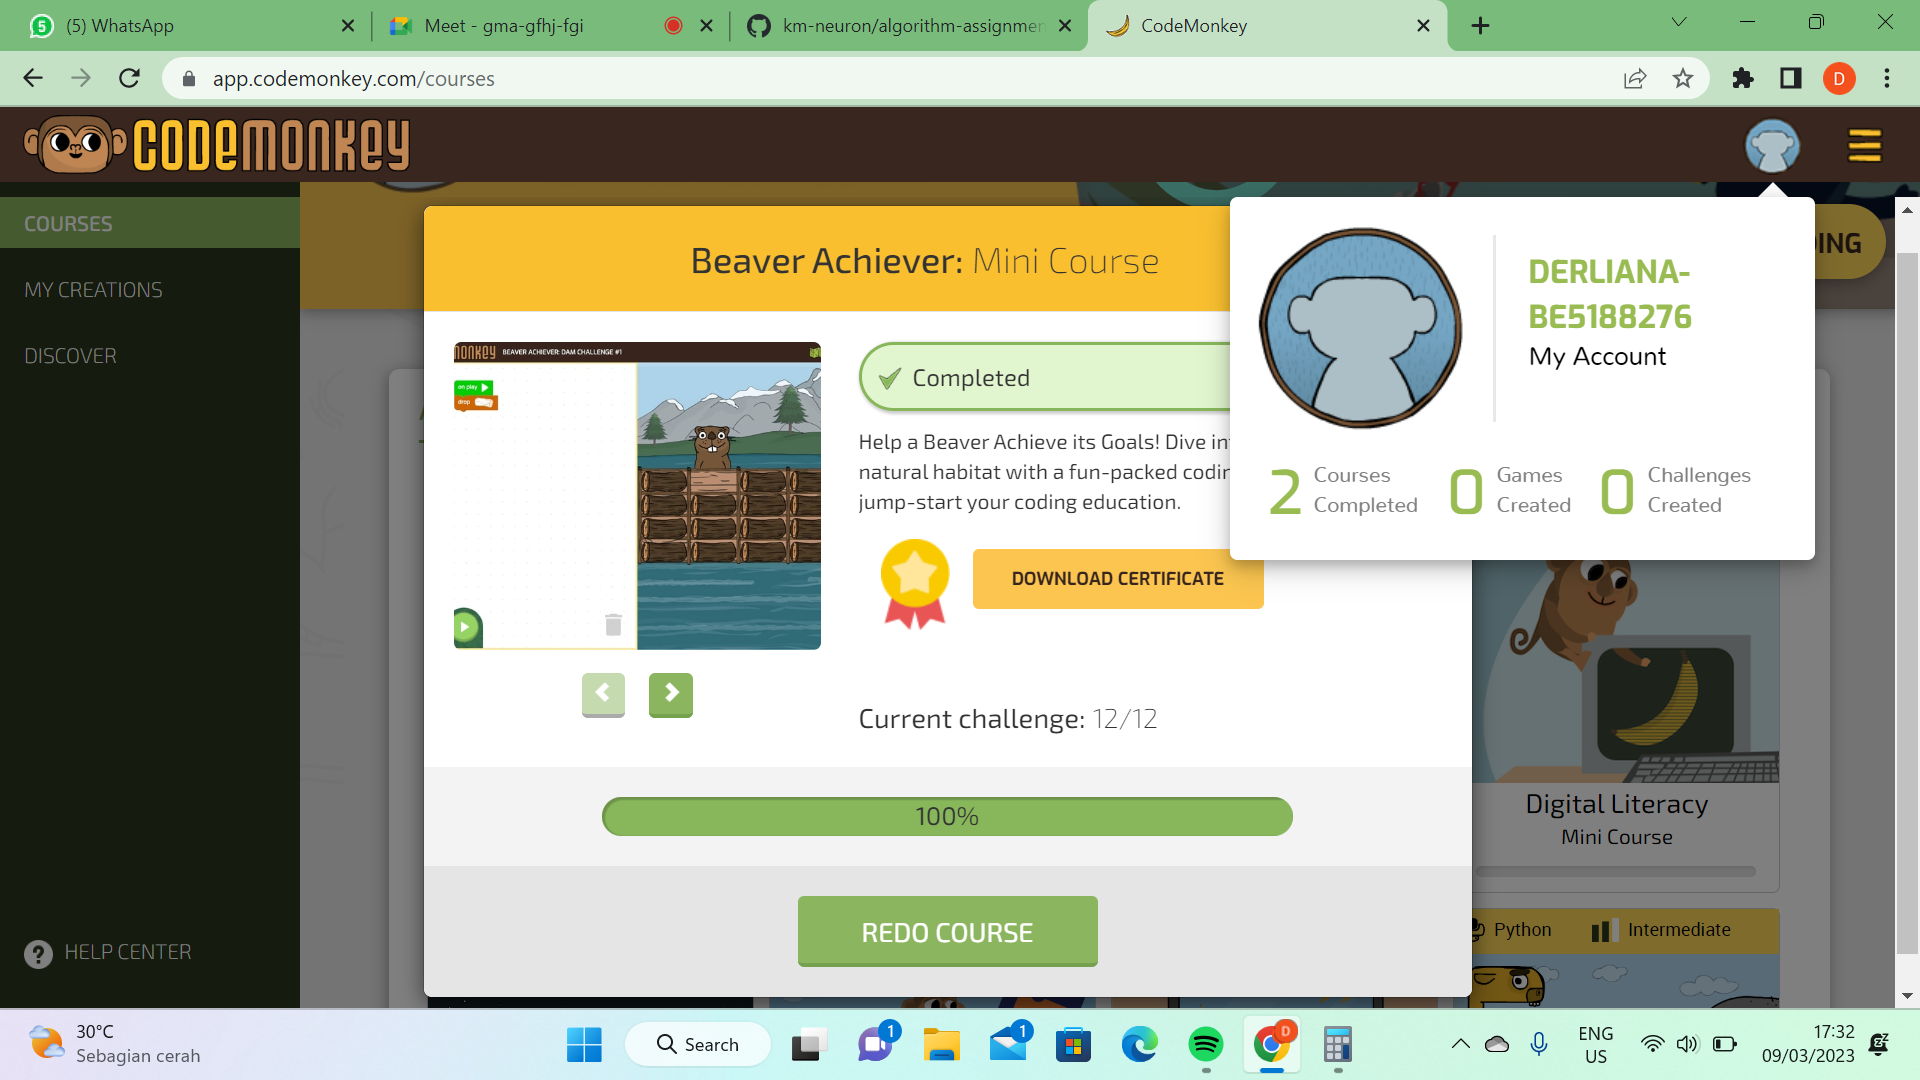 (5) WhatsApp
Meet - gma-gfhj-fgi
km-neuron/algorithm-assignmen
CodeMonkey
app.codemonkey.com/courses
D
CODEMONKEY
COURSES
MY CREATIONS
DISCOVER
HELP CENTER
Beaver Achiever: Mini Course
monkey BEAVER ACHIEVER: DAM CHALLENGE #1
on play
drop
Completed
Help a Beaver Achieve its Goals! Dive in
natural habitat with a fun-packed codin
jump-start your coding education.
DOWNLOAD CERTIFICATE
Current challenge: 12/12
100%
REDO COURSE
DING
DERLIANA-
BE5188276
My Account
2 Courses Completed
0 Games Created
0 Challenges Created
Digital Literacy
Mini Course
Python Intermediate
30°C
Sebagian cerah
Search
1
1
D
ENG
US
17:32
09/03/2023